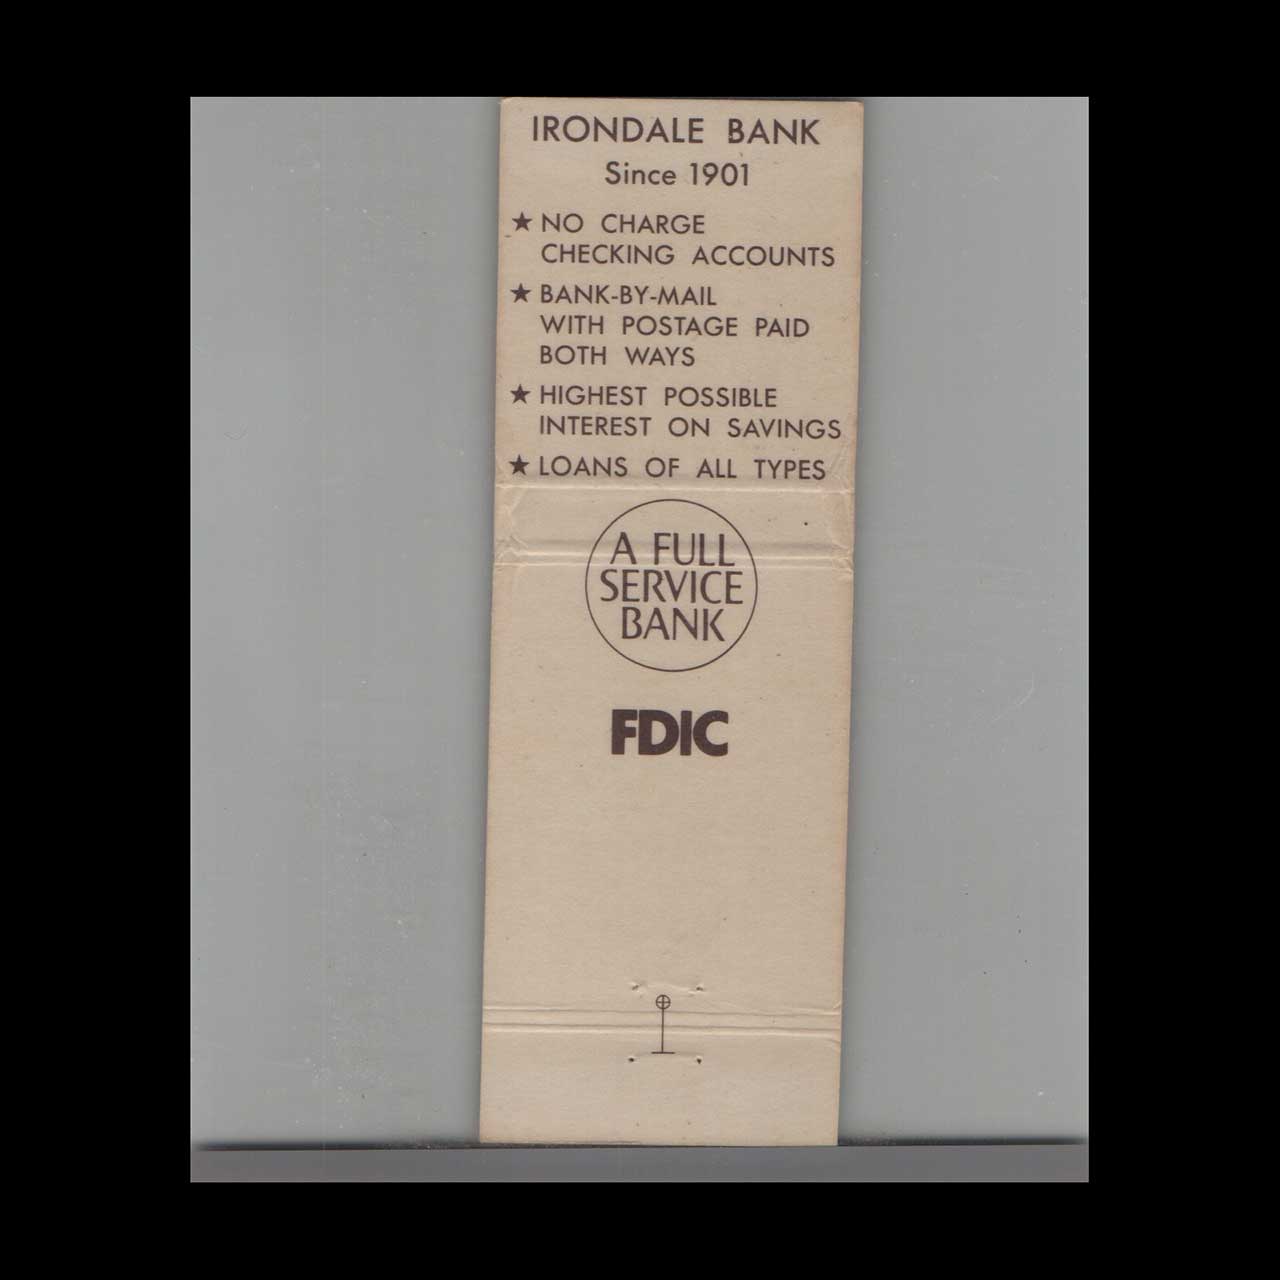 IRONDALE BANK
Since 1901
★ NO CHARGE
CHECKING ACCOUNTS
★ BANK-BY-MAIL
WITH POSTAGE PAID
BOTH WAYS
★ HIGHEST POSSIBLE
INTEREST ON SAVINGS
★ LOANS OF ALL TYPES
A FULL
SERVICE
BANK
FDIC